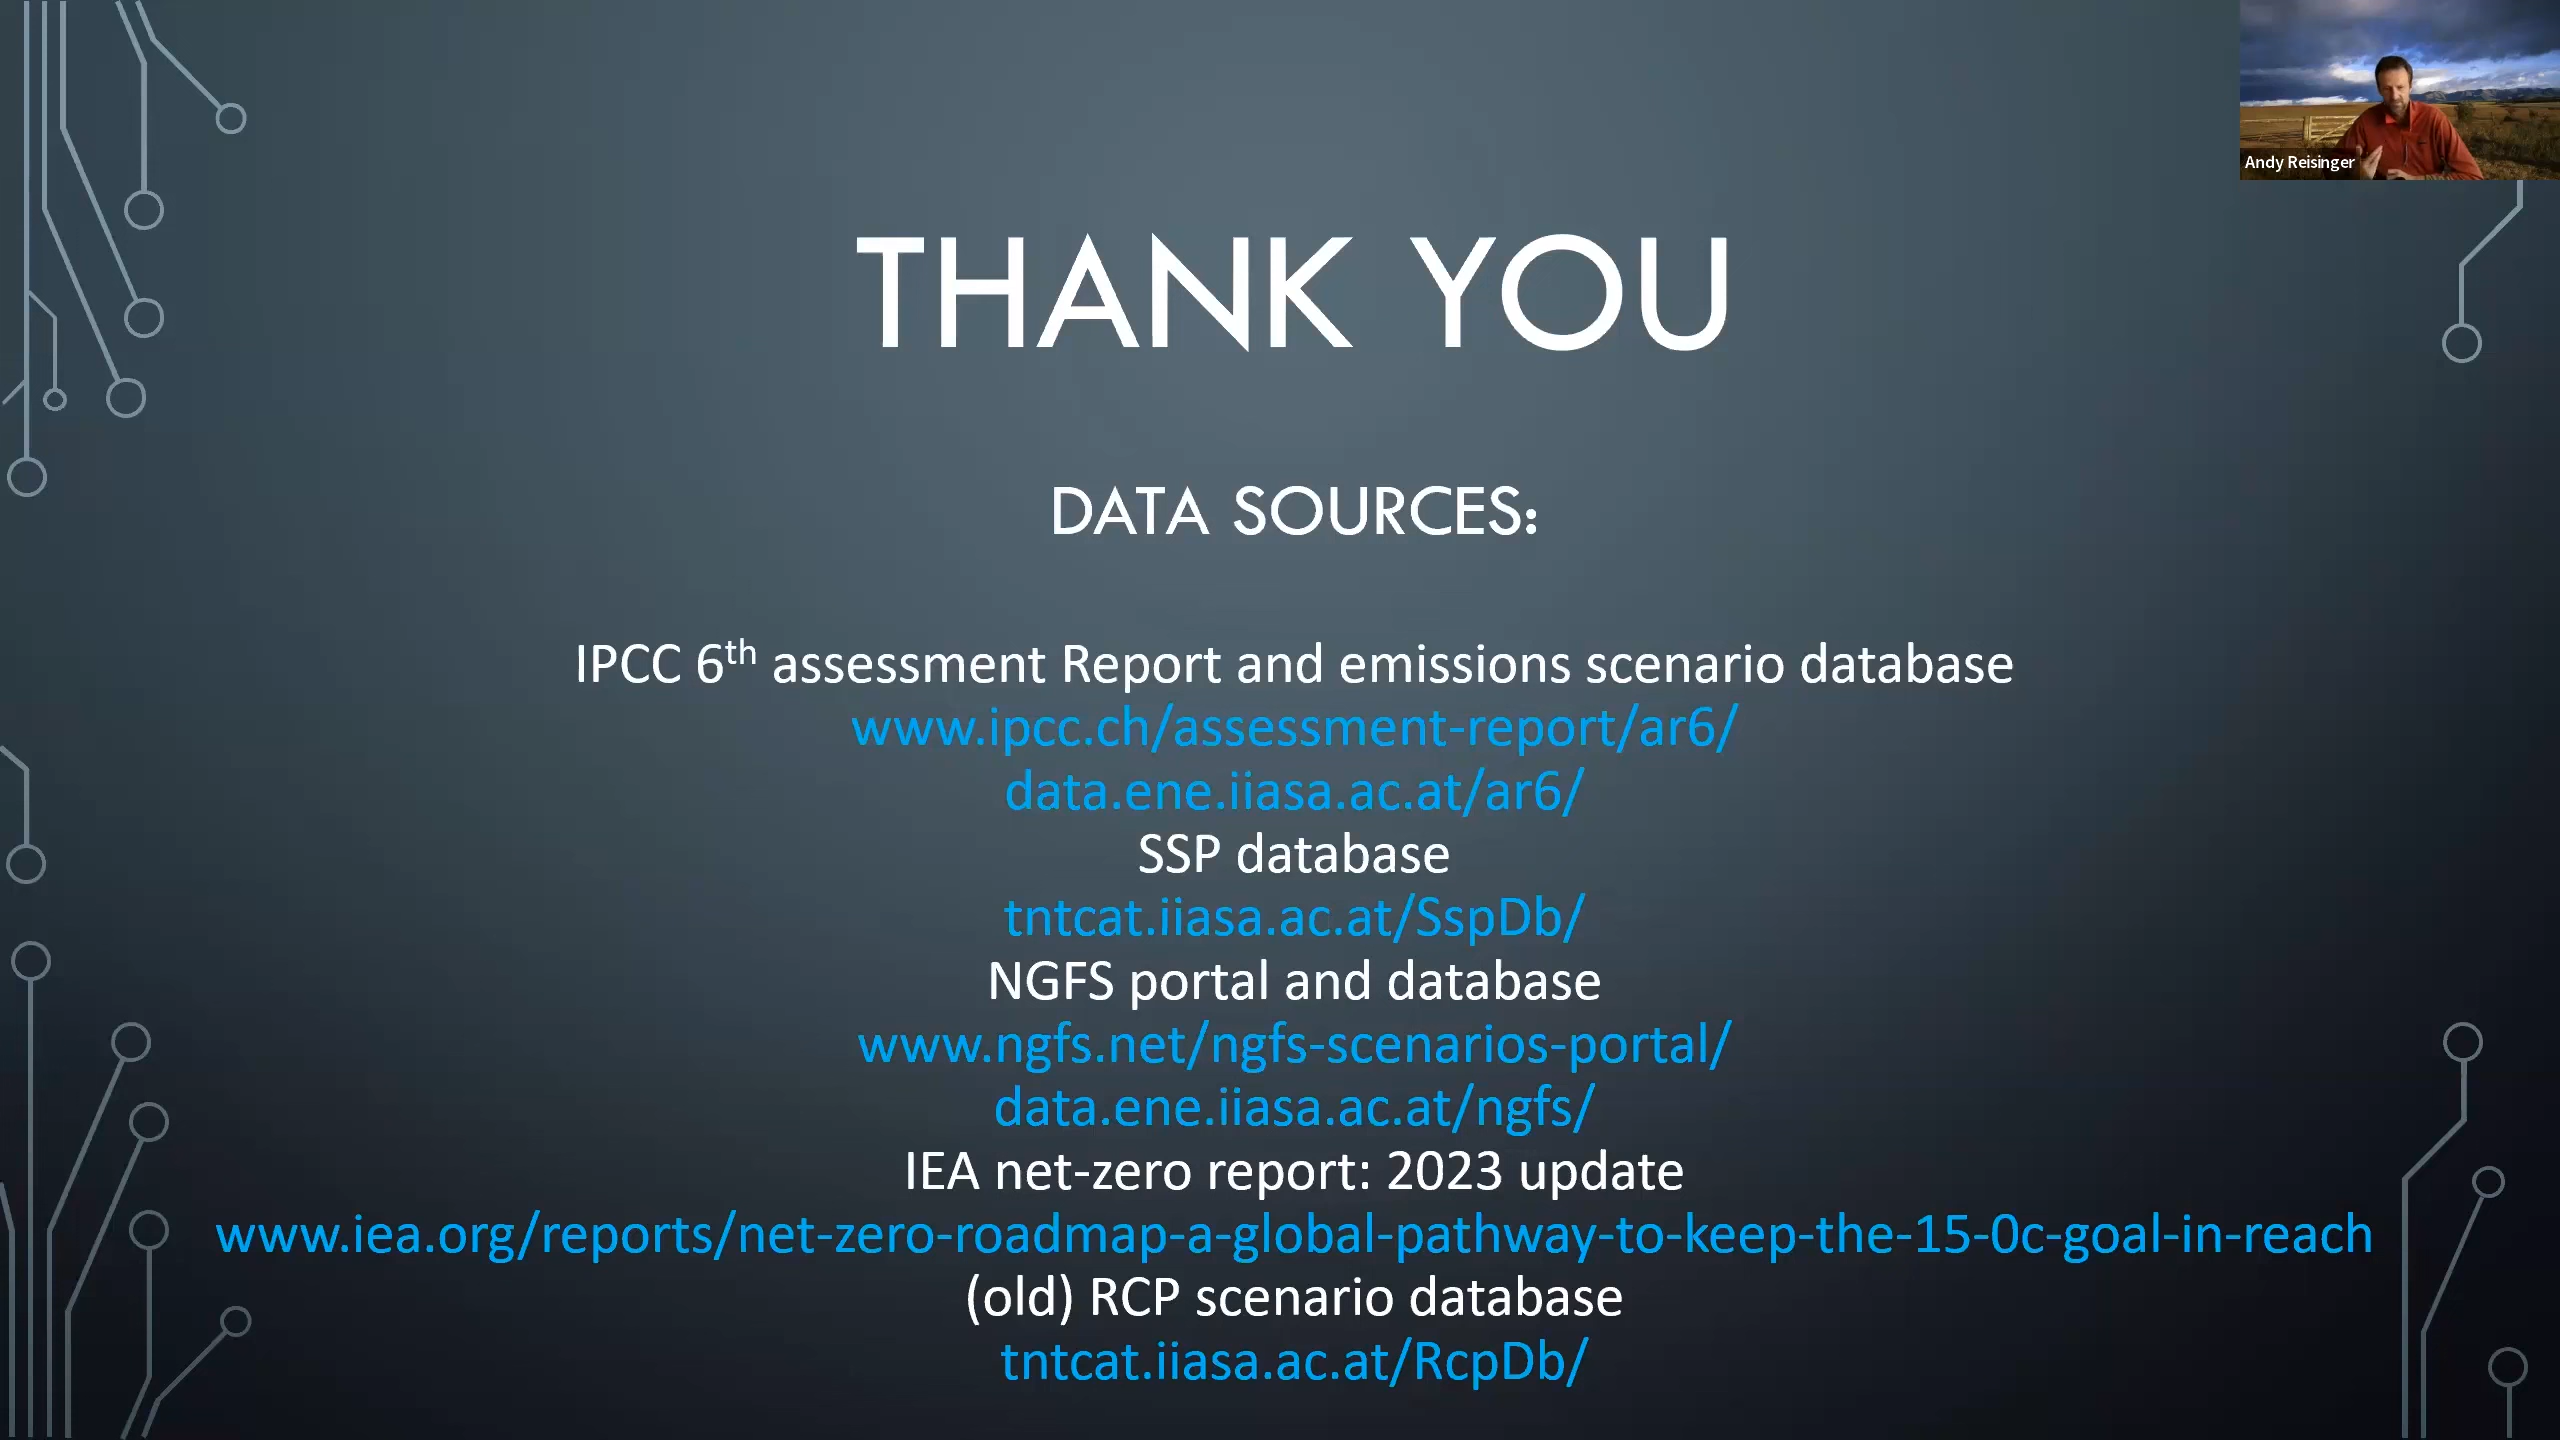 Andy Reisinger
THANK YOU
DATA SOURCES:
IPCC 6th assessment Report and emissions scenario database
www.ipcc.ch/assessment-report/ar6/
data.ene.iiasa.ac.at/ar6/
SSP database
tntcat.iiasa.ac.at/SspDb/
NGFS portal and database
www.ngfs.net/ngfs-scenarios-portal/
data.ene.iiasa.ac.at/ngfs/
IEA net-zero report: 2023 update
www.iea.org/reports/net-zero-roadmap-a-global-pathway-to-keep-the-15-0c-goal-in-reach
(old) RCP scenario database
tntcat.iiasa.ac.at/RcpDb/